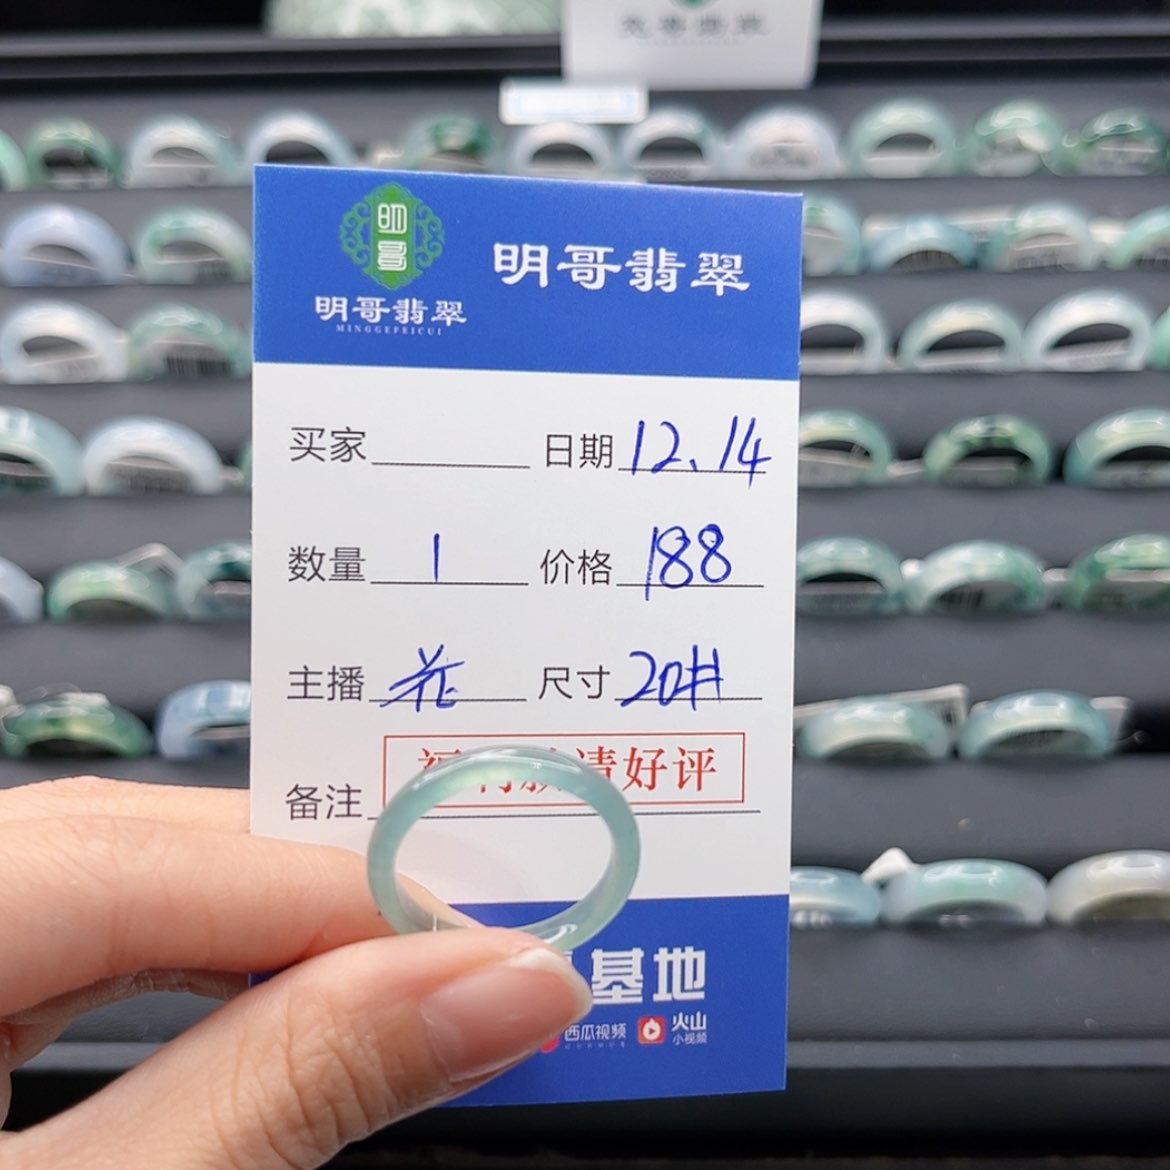 明哥
明哥翡翠
MINGGEFEICUI
明哥翡翠
买家 日期 12.14
数量 1 价格 188
主播 花 尺寸 20#
备注
请好评
基地
西瓜视频
火山
小视频